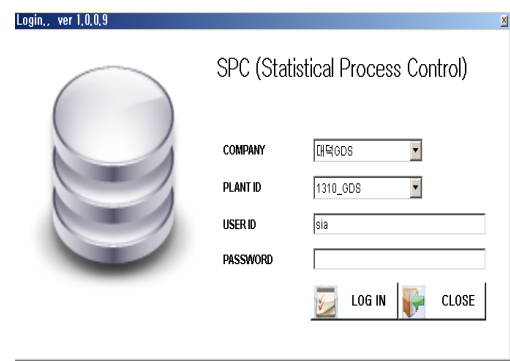 Login,, ver 1,0,0,9
SPC (Statistical Process Control)
COMPANY 대덕GDS
PLANT ID 1310_GDS
USER ID sia
PASSWORD
LOG IN CLOSE